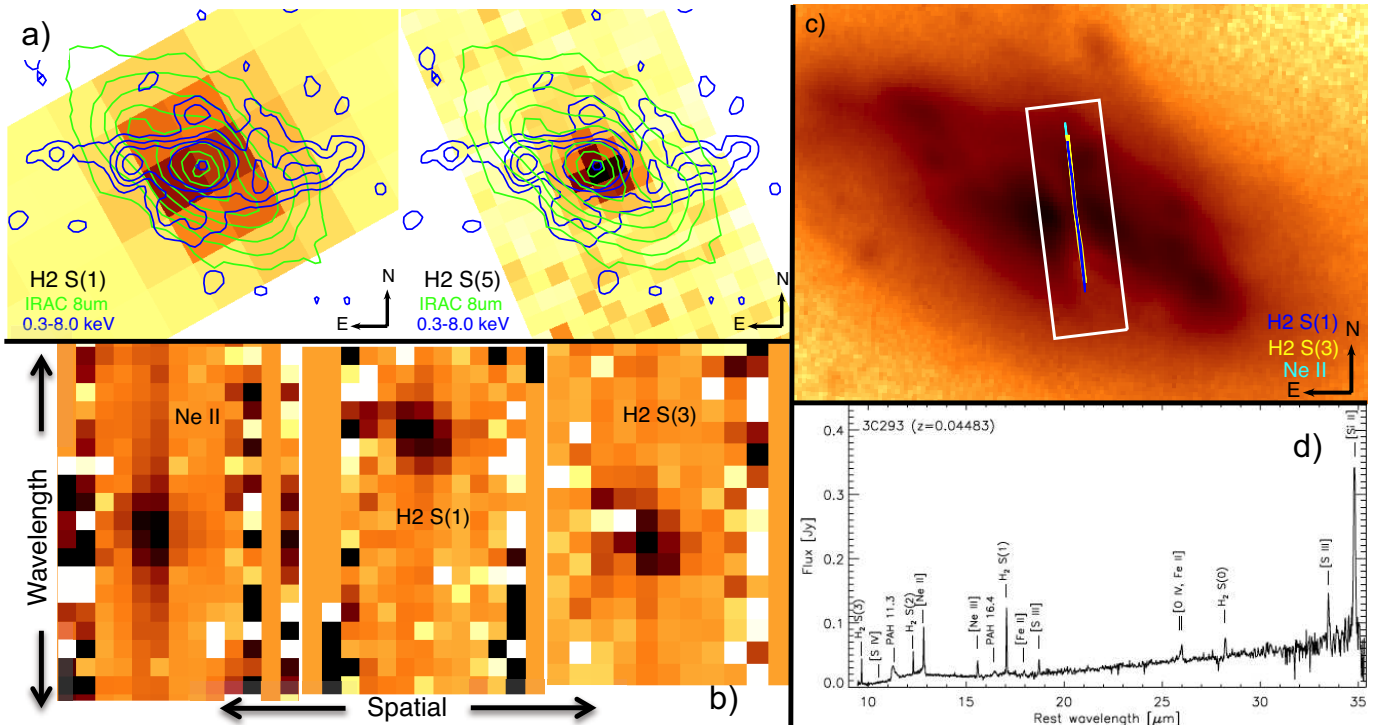 a)
H2 S(1)
IRAC 8um
0.3-8.0 keV
N
E
H2 S(5)
IRAC 8um
0.3-8.0 keV
N
E
Wavelength
Ne II
H2 S(1)
H2 S(3)
Spatial
b)
c)
H2 S(1)
H2 S(3)
Ne II
N
E
d)
3C293 (z=0.04483)
Flux [Jy]
0.4
0.3
0.2
0.1
0.0
H₂ S(3)
[S IV]
PAH 11.3
H₂ S(2)
[Ne II]
[Ne III]
PAH 16.4
H₂ S(1)
[Fe II]
[S III]
[O IV, Fe II]
H₂ S(0)
[S III]
[Si II]
10
15
20
25
30
35
Rest wavelength [μm]